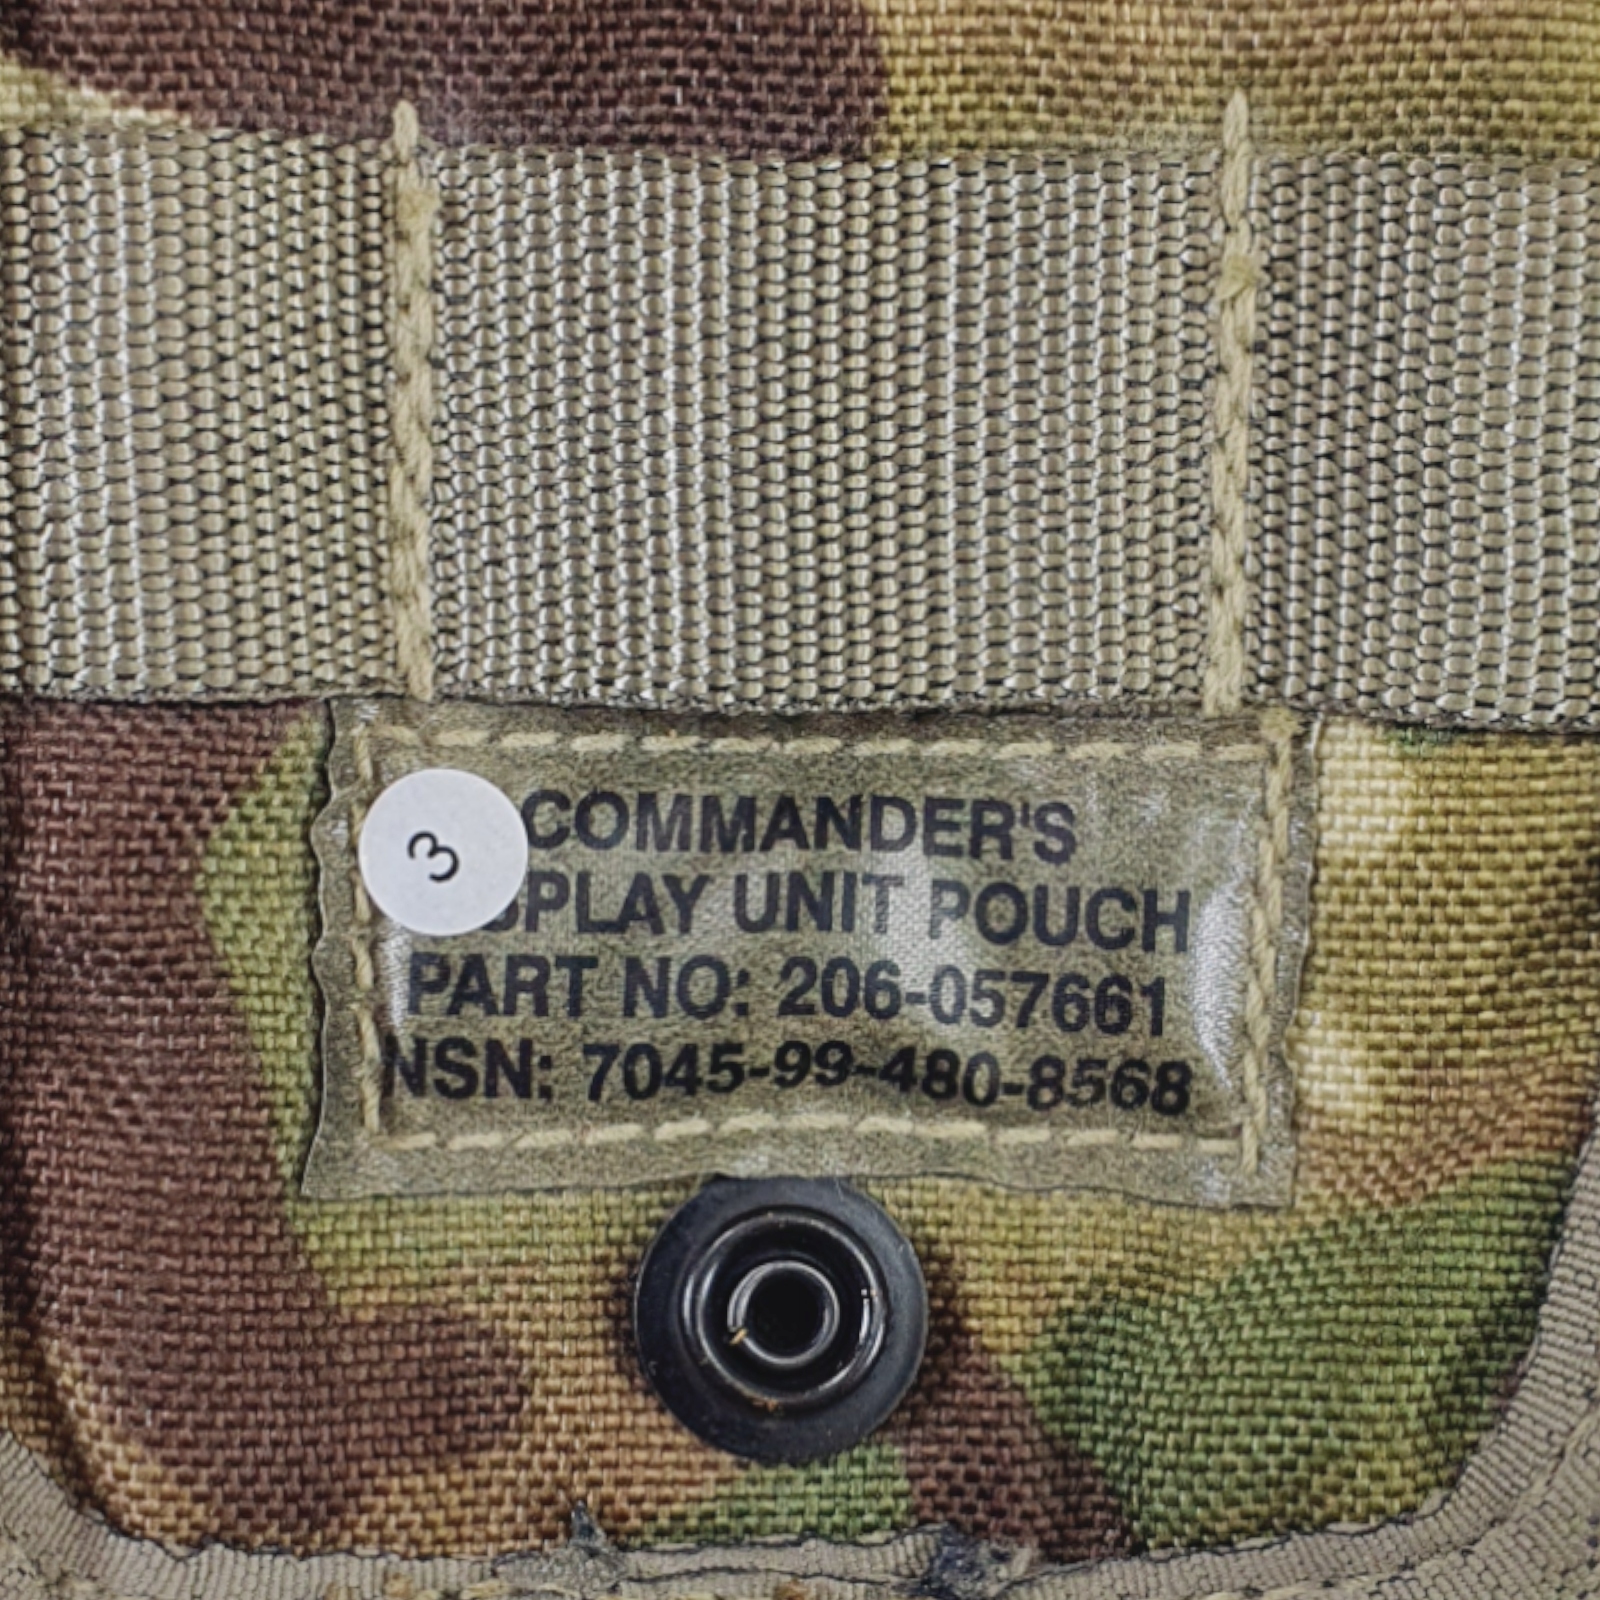 3
COMMANDER'S
SPLAY UNIT POUCH
PART NO: 206-057661
NSN: 7045-99-480-8568